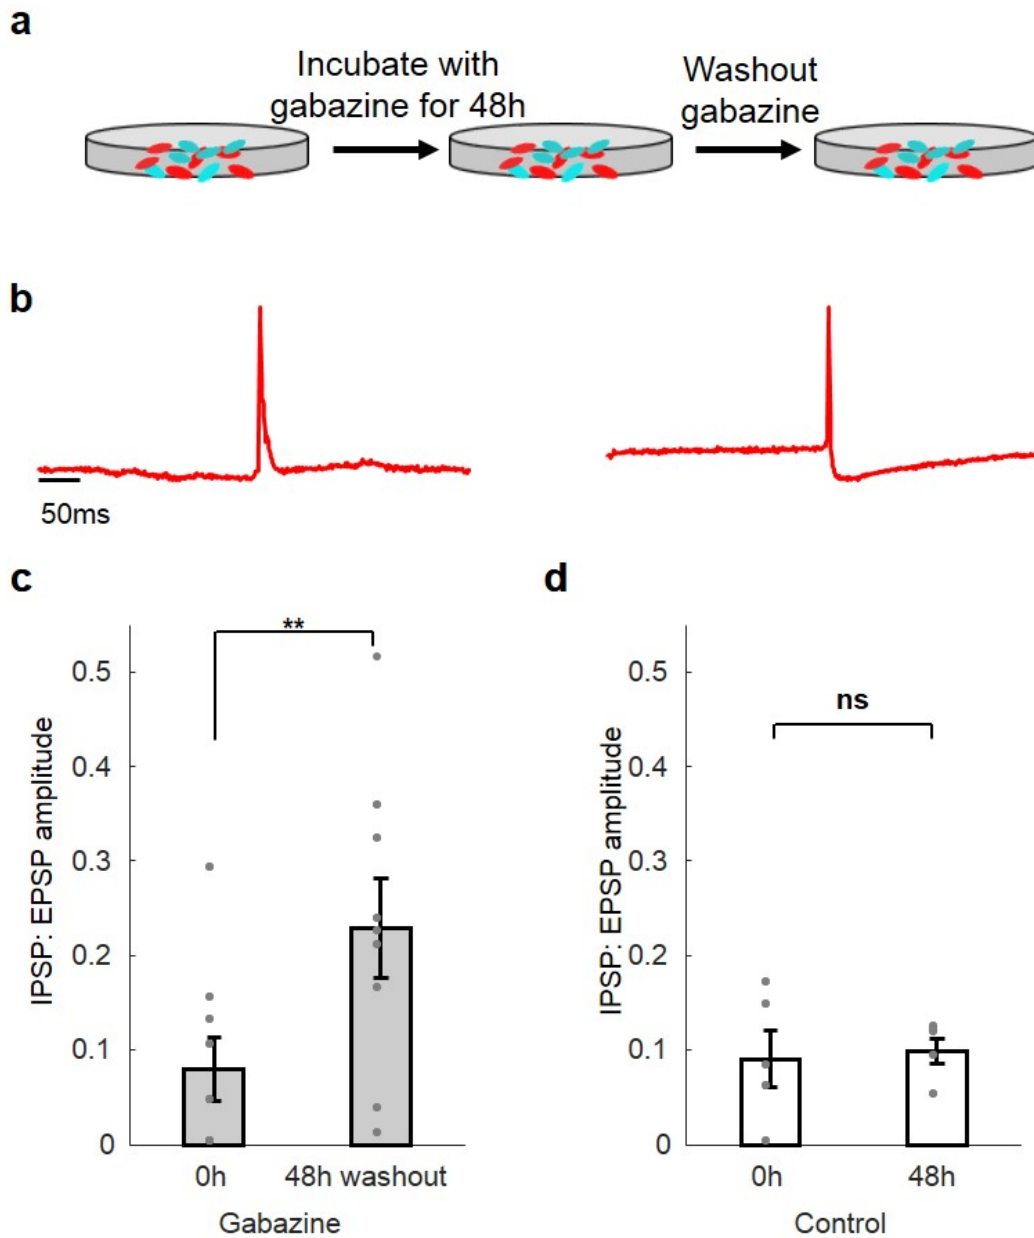 a
Incubate with
gabazine for 48h
Washout
gabazine
b
50ms
c
d
**
ns
IPSP: EPSP amplitude
0.5
0.4
0.3
0.2
0.1
0
0h
48h washout
Gabazine
IPSP: EPSP amplitude
0.5
0.4
0.3
0.2
0.1
0
0h
48h
Control